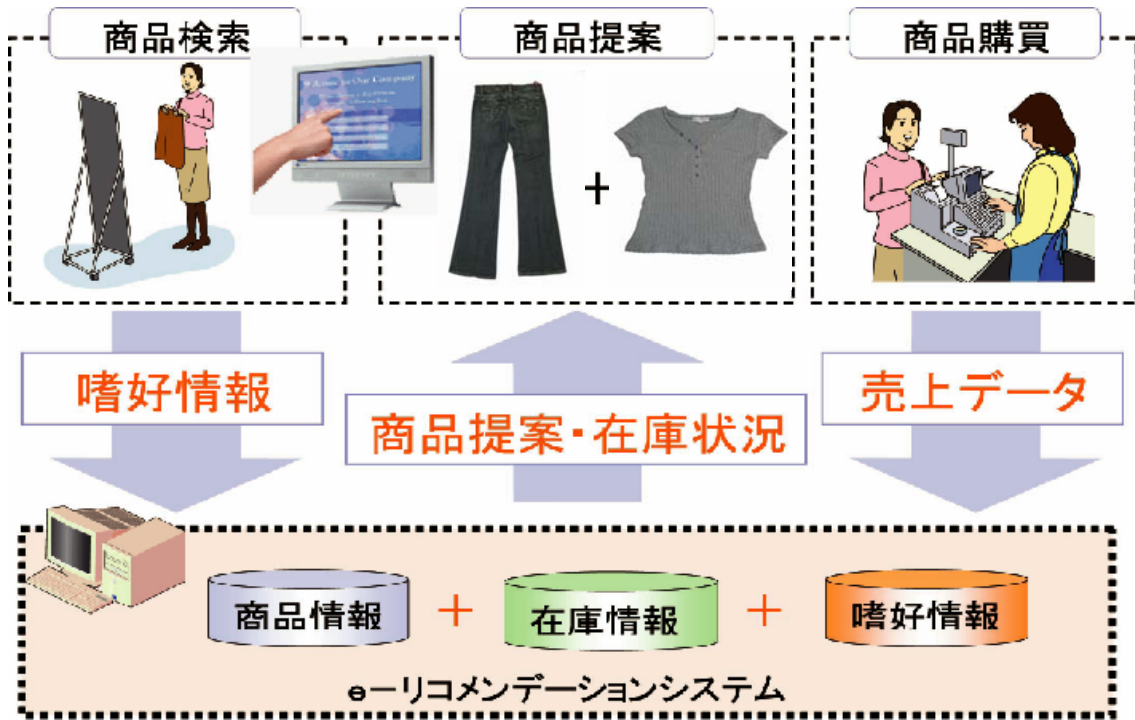 商品検索
商品提案
商品購買
+
嗜好情報
商品提案・在庫状況
売上データ
商品情報
+
在庫情報
+
嗜好情報
e－リコメンデーションシステム